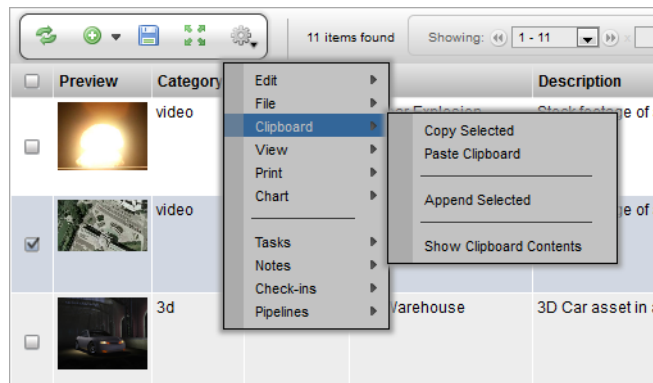 11 items found
Showing:
1 - 11
Preview
Category
Description
video
Explosion
Stock footage of
video
of
3d
Warehouse
3D Car asset in
Edit
File
Clipboard
View
Print
Chart
Tasks
Notes
Check-ins
Pipelines
Copy Selected
Paste Clipboard
Append Selected
Show Clipboard Contents